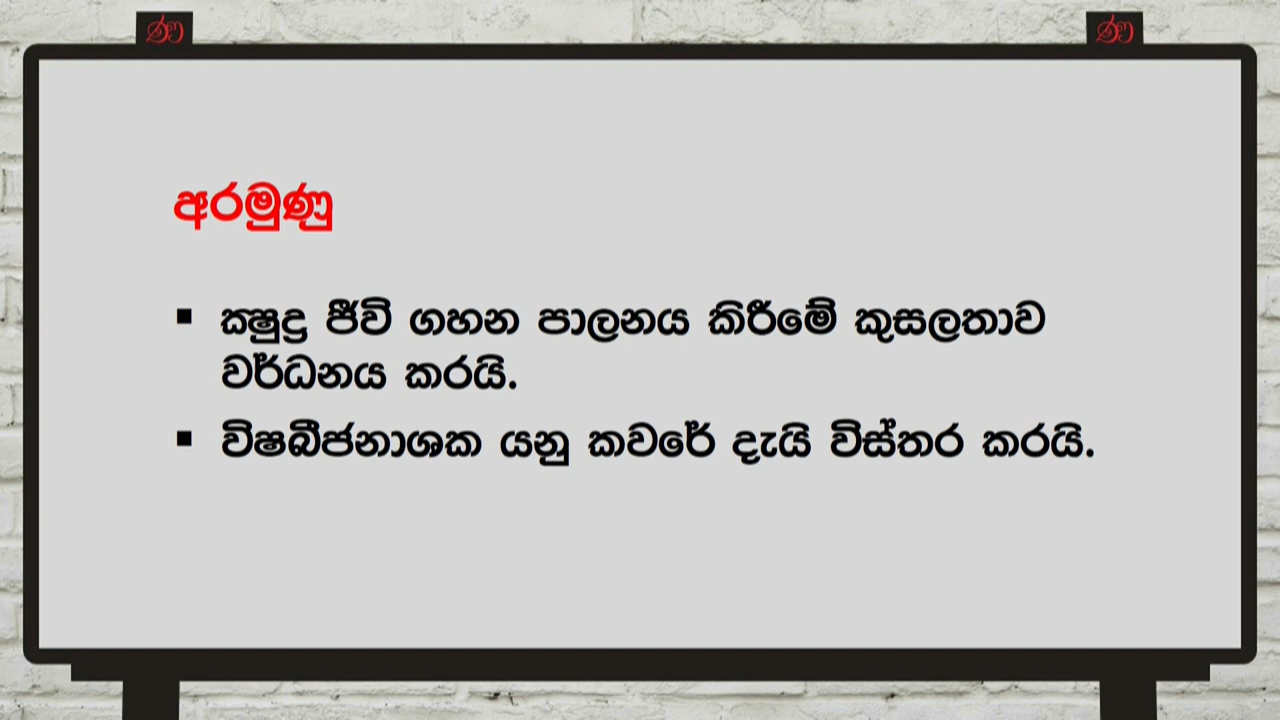 අරමුණු
▪ ක්‍ෂුද්‍ර ජීවි ගහන පාලනය කිරීමේ කුසලතාව
වර්ධනය කරයි.
▪ විෂබීජනාශක යනු කවරේ දැයි විස්තර කරයි.